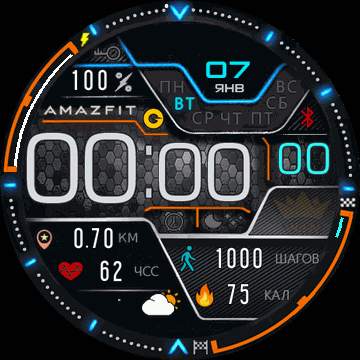 07
ЯНВ
100 %
ПН ВС
ВТ СБ
СР ЧТ ПТ
AMAZFIT
00:00 00
0.70 КМ
62 ЧСС
1000 ШАГОВ
75 КАЛ